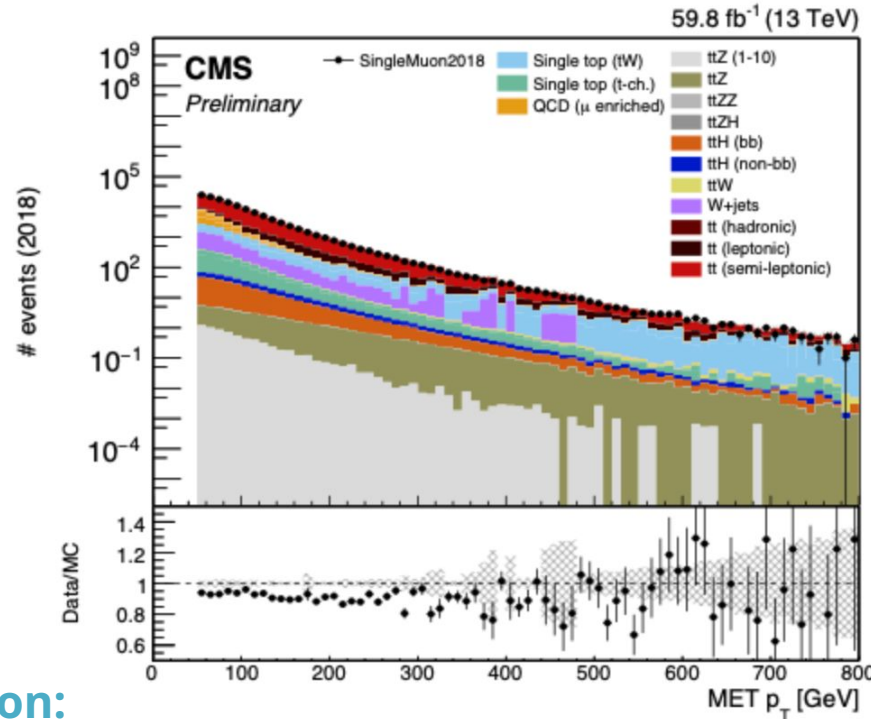 59.8 fb⁻¹ (13 TeV)
CMS
Preliminary
SingleMuon2018
Single top (tW)
Single top (t-ch.)
QCD (μ enriched)
ttZ (1-10)
ttZ
ttZZ
ttZH
ttH (bb)
ttH (non-bb)
ttW
W+jets
tt (hadronic)
tt (leptonic)
tt (semi-leptonic)
# events (2018)
10⁹
10⁸
10⁵
10²
10⁻¹
10⁻⁴
Data/MC
1.4
1.2
1
0.8
0.6
0 100 200 300 400 500 600 700 800
MET p_T [GeV]
on: